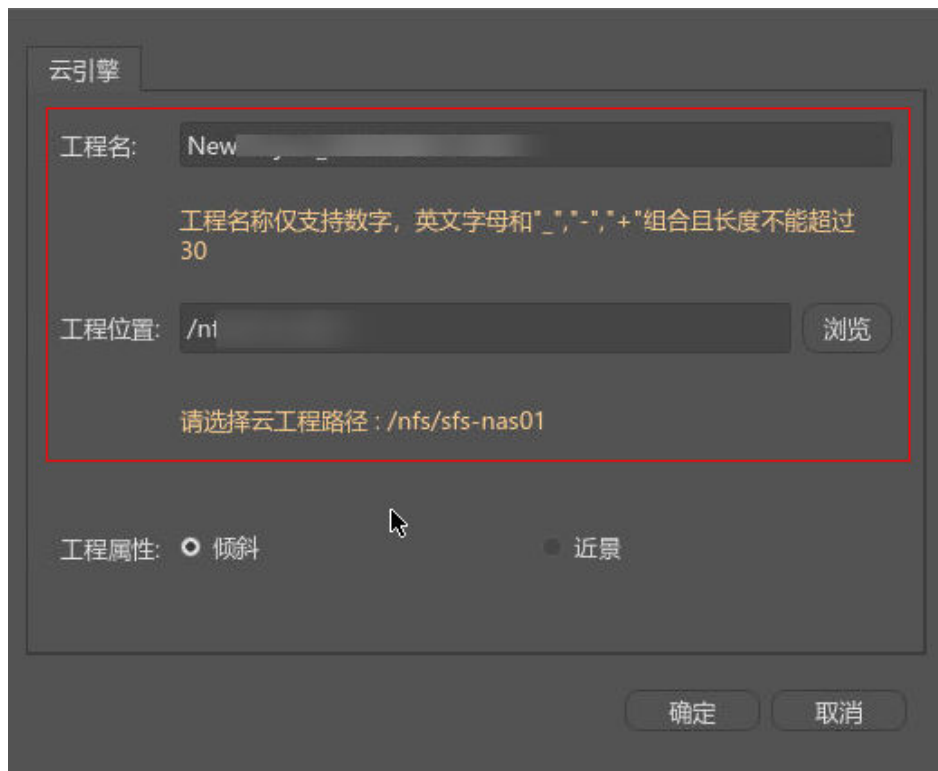 云引擎
工程名: New
工程名称仅支持数字，英文字母和"_","-","+"组合且长度不能超过
30
工程位置: /nf 浏览
请选择云工程路径 : /nfs/sfs-nas01
工程属性: 倾斜 近景
确定 取消